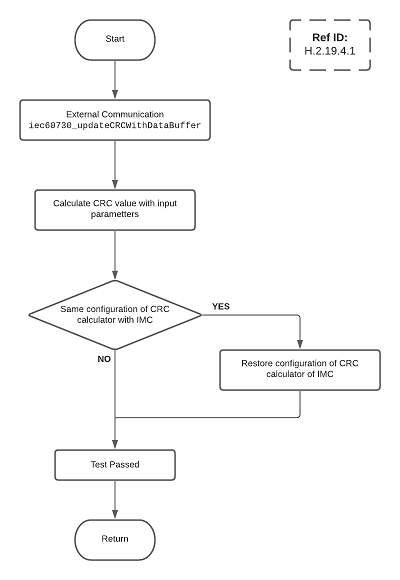 Start
Ref ID:
H.2.19.4.1
External Communication
iec60730_updateCRCWithDataBuffer
Calculate CRC value with input
parametters
Same configuration of CRC
calculator with IMC
YES
NO
Restore configuration of CRC
calculator of IMC
Test Passed
Return